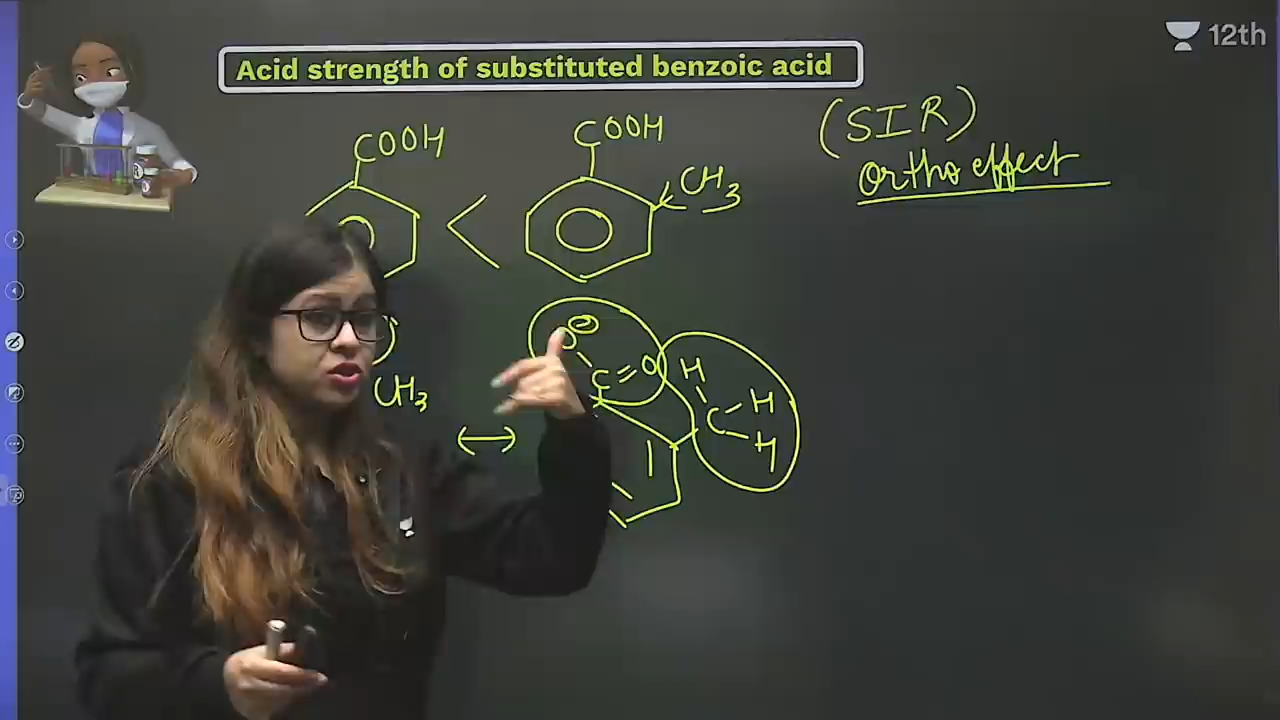 12th
Acid strength of substituted benzoic acid
(SIR)
Ortho effect
COOH
COOH
<
CH3
⊖
C=O
H
C
H
H
CH3
↔